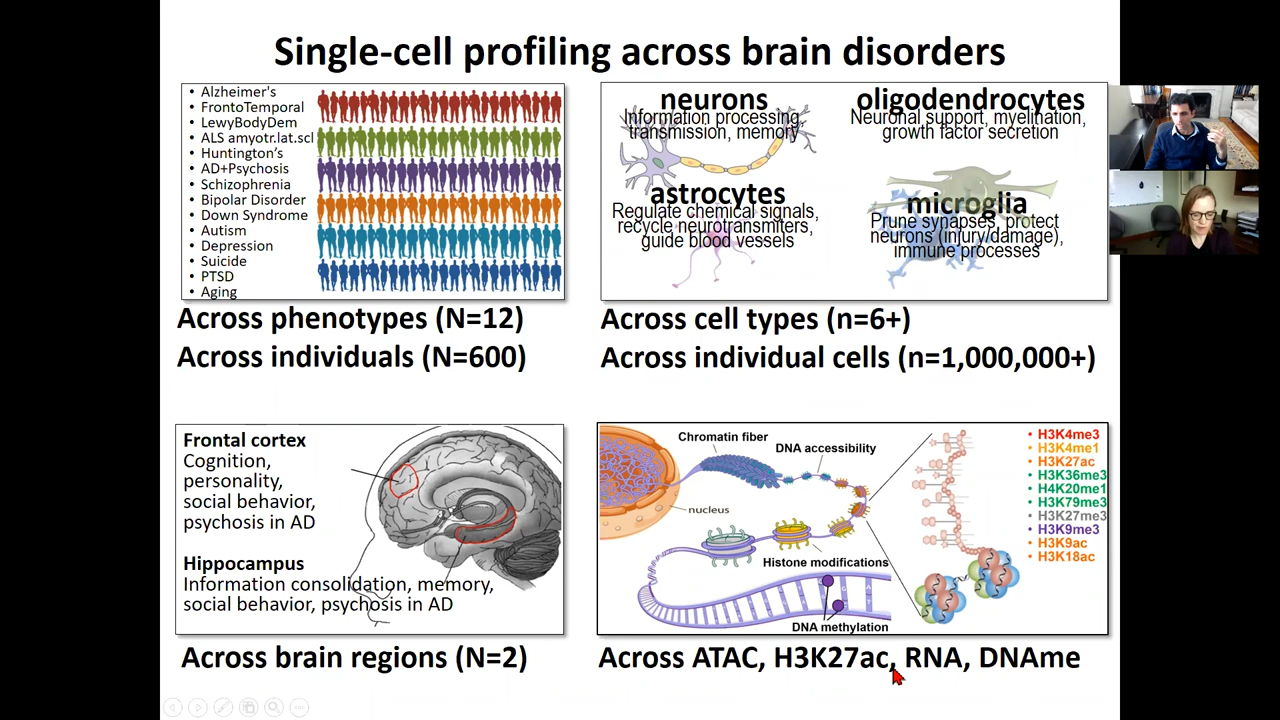 Single-cell profiling across brain disorders
• Alzheimer's
• FrontoTemporal
• LewyBodyDem
• ALS amyotr.lat.scl
• Huntington's
• AD+Psychosis
• Schizophrenia
• Bipolar Disorder
• Down Syndrome
• Autism
• Depression
• Suicide
• PTSD
• Aging
Across phenotypes (N=12)
Across individuals (N=600)
neurons
Information processing,
transmission, memory
oligodendrocytes
Neuronal support, myelination,
growth factor secretion
astrocytes
Regulate chemical signals,
recycle neurotransmiters,
guide blood vessels
microglia
Prune synapses, protect
neurons (injury/damage),
immune processes
Across cell types (n=6+)
Across individual cells (n=1,000,000+)
Frontal cortex
Cognition,
personality,
social behavior,
psychosis in AD
Hippocampus
Information consolidation, memory,
social behavior, psychosis in AD
Across brain regions (N=2)
Chromatin fiber
DNA accessibility
nucleus
Histone modifications
DNA methylation
• H3K4me3
• H3K4me1
• H3K27ac
• H3K36me3
• H4K20me1
• H3K79me3
• H3K27me3
• H3K9me3
• H3K9ac
• H3K18ac
Across ATAC, H3K27ac, RNA, DNAme